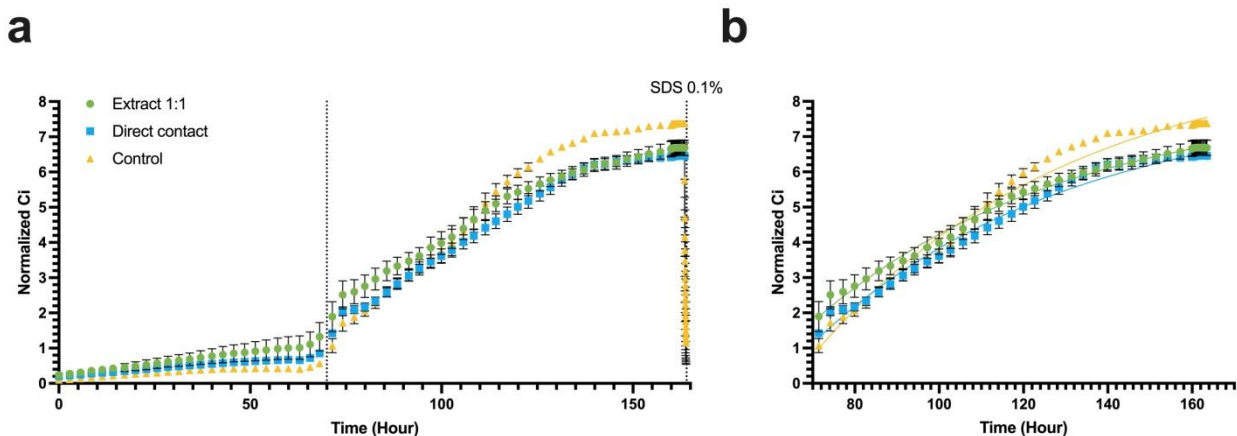 a
b
SDS 0.1%
Extract 1:1
Direct contact
Control
Normalized Ci
8
7
6
5
4
3
2
1
0
0
50
100
150
Time (Hour)
Normalized Ci
8
7
6
5
4
3
2
1
0
80
100
120
140
160
Time (Hour)